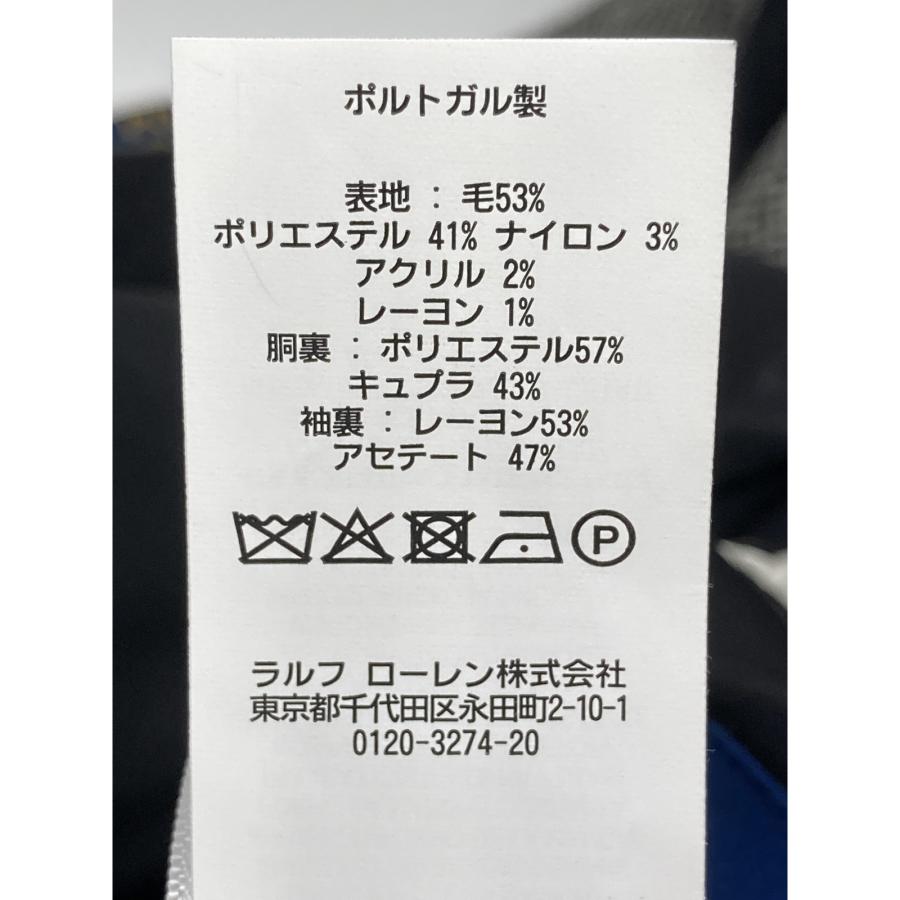 ポルトガル製
表地 : 毛53%
ポリエステル 41% ナイロン 3%
アクリル 2%
レーヨン 1%
胴裏 : ポリエステル57%
キュプラ 43%
袖裏 : レーヨン53%
アセテート 47%
P
ラルフ ローレン株式会社
東京都千代田区永田町2-10-1
0120-3274-20